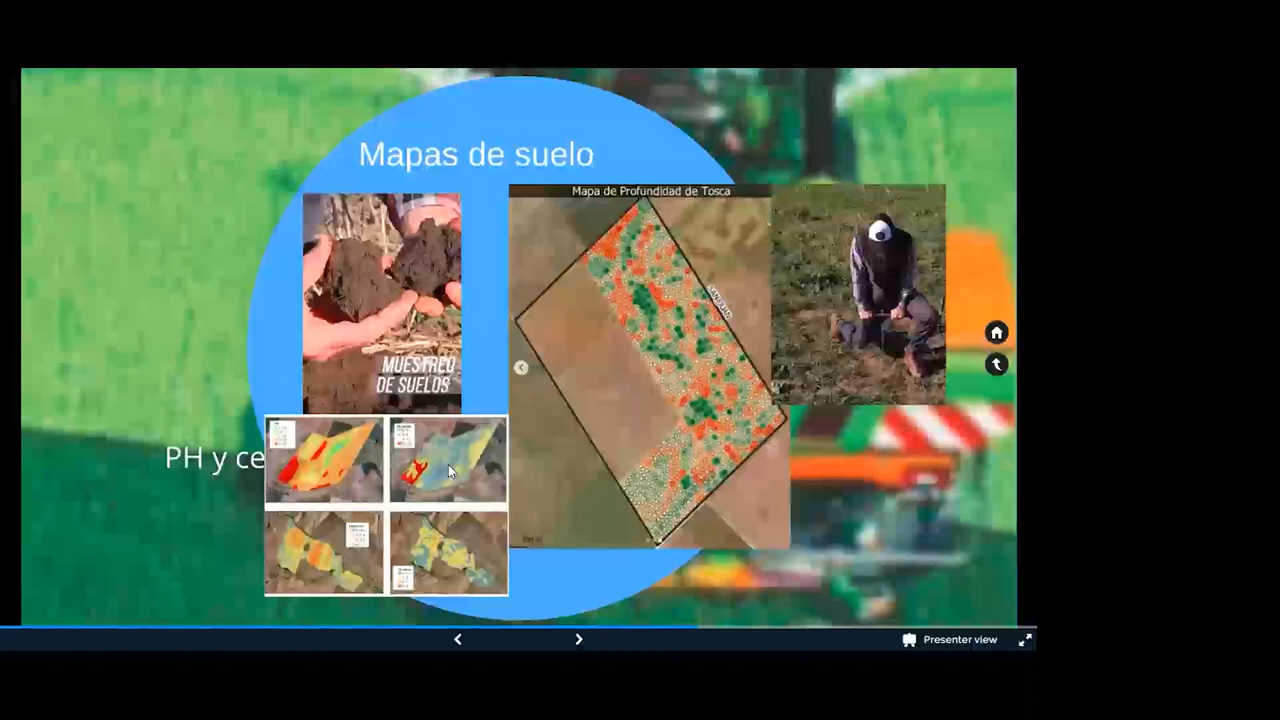 Mapas de suelo
Mapa de Profundidad de Tosca
MUESTREO
DE SUELOS
PH y ce
Presenter view